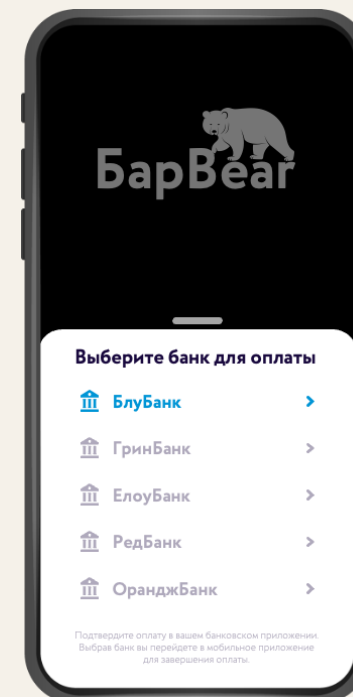 БарBear
Выберите банк для оплаты
БлуБанк
ГринБанк
ЕлоуБанк
РедБанк
ОранджБанк
Подтвердите оплату в вашем банковском приложении.
Выбрав банк вы перейдете в мобильное приложение
для завершения оплаты.